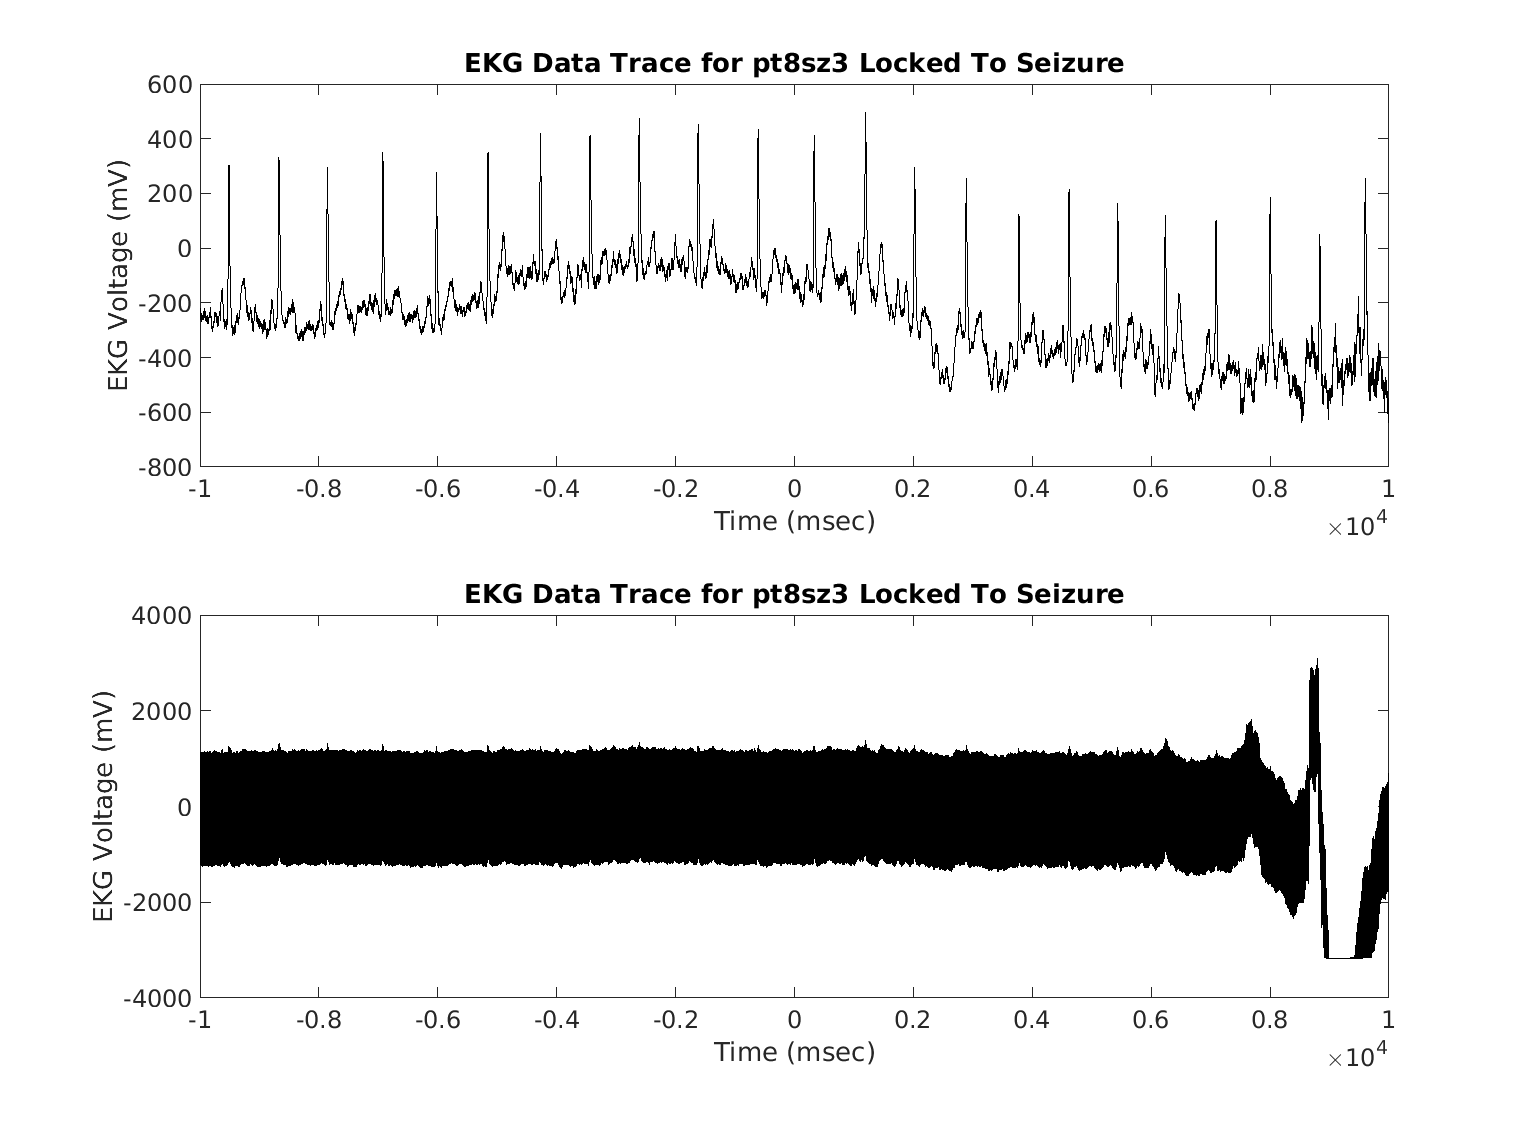 EKG Data Trace for pt8sz3 Locked To Seizure
600
400
200
0
-200
-400
-600
-800
EKG Voltage (mV)
-1 -0.8 -0.6 -0.4 -0.2 0 0.2 0.4 0.6 0.8 1
Time (msec)
×10^4
EKG Data Trace for pt8sz3 Locked To Seizure
4000
2000
0
-2000
-4000
EKG Voltage (mV)
-1 -0.8 -0.6 -0.4 -0.2 0 0.2 0.4 0.6 0.8 1
Time (msec)
×10^4